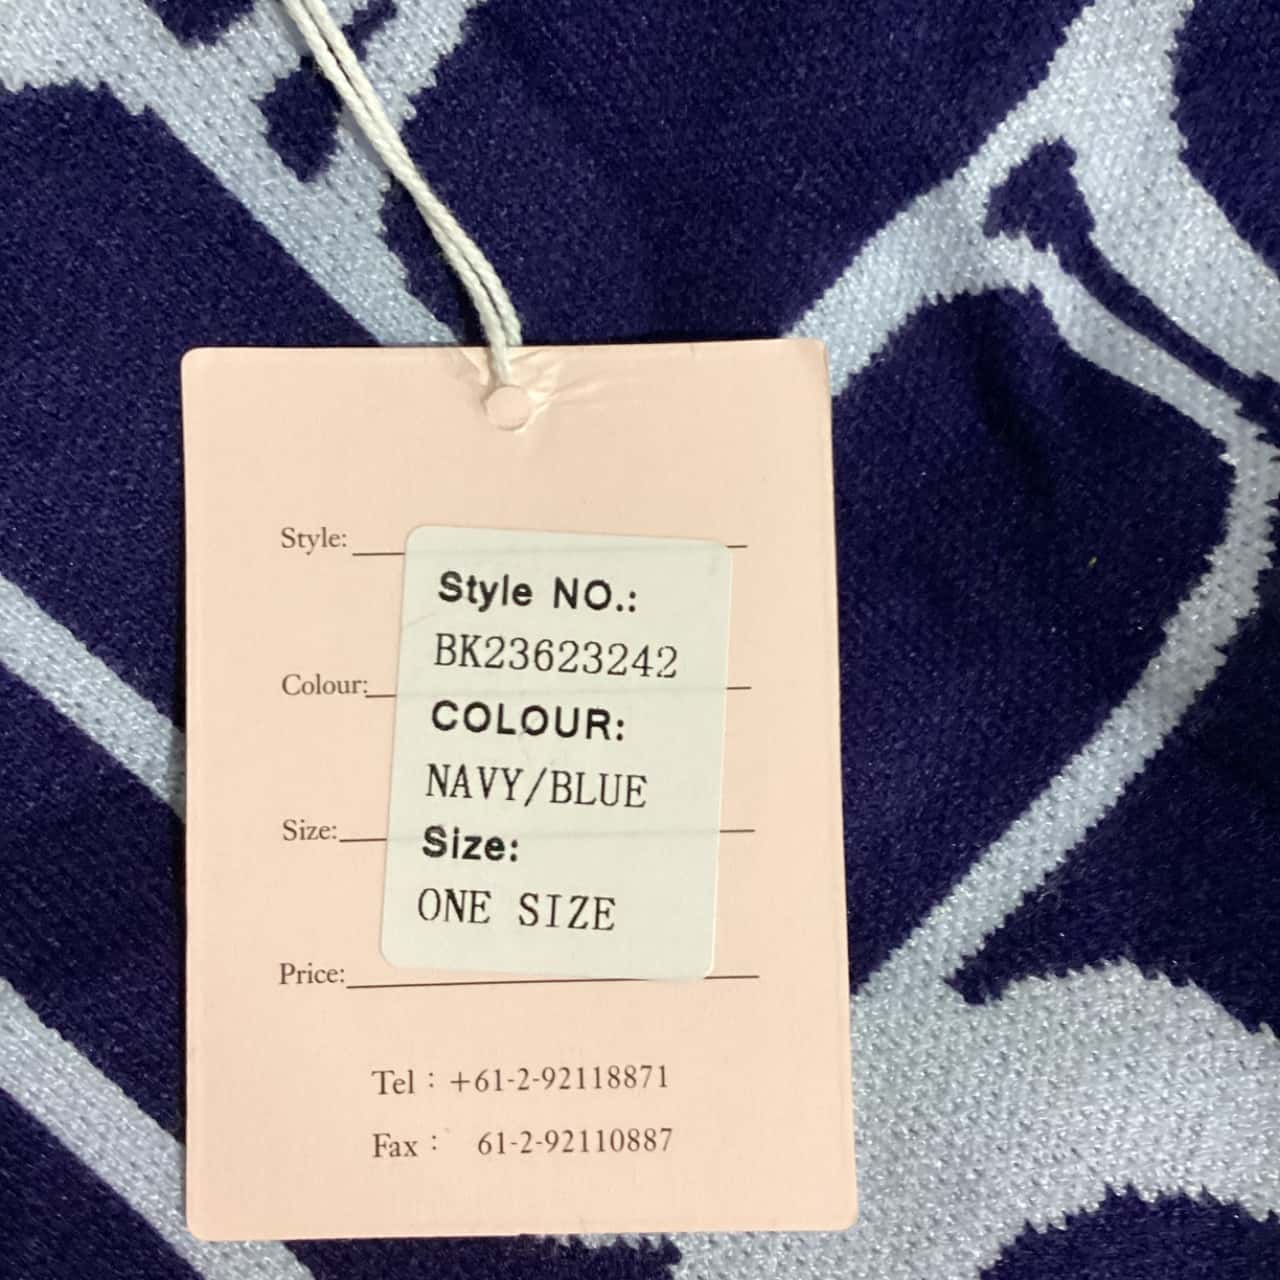 Style:
Style NO.:
BK23623242
Colour:
COLOUR:
NAVY/BLUE
Size:
Size:
ONE SIZE
Price:
Tel : +61-2-92118871
Fax : 61-2-92110887